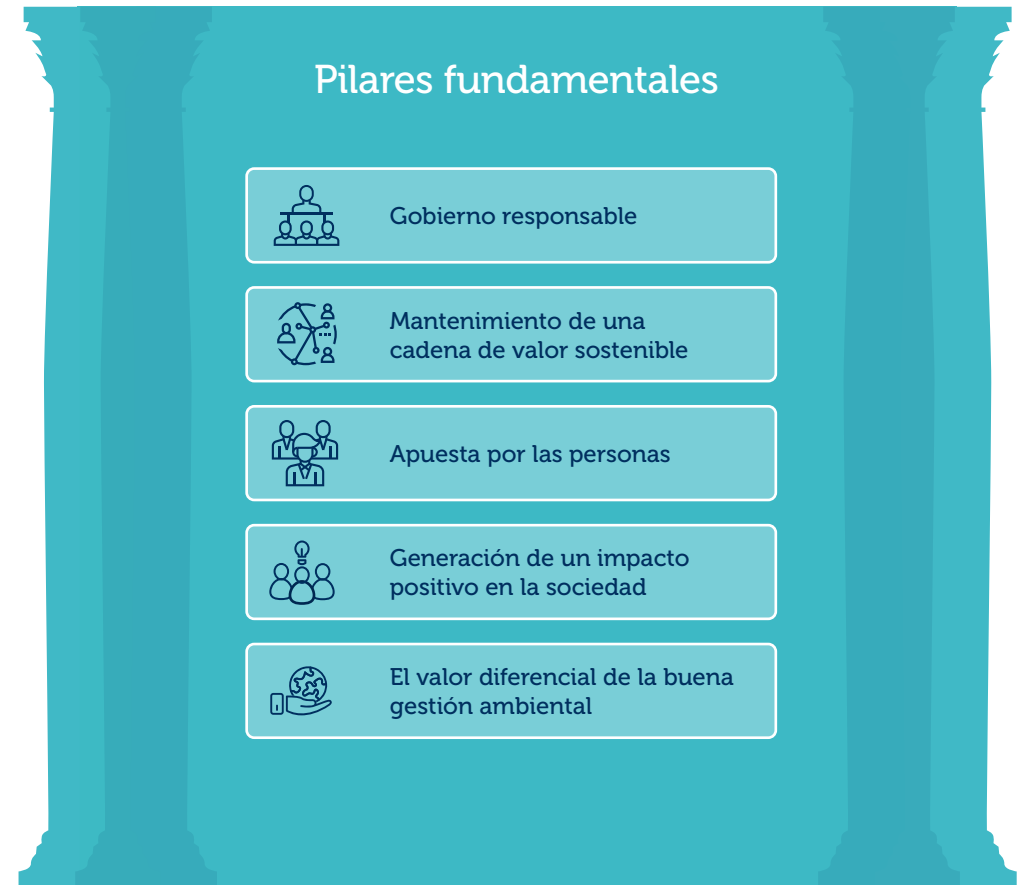 Pilares fundamentales
Gobierno responsable
Mantenimiento de una
cadena de valor sostenible
Apuesta por las personas
Generación de un impacto
positivo en la sociedad
El valor diferencial de la buena
gestión ambiental